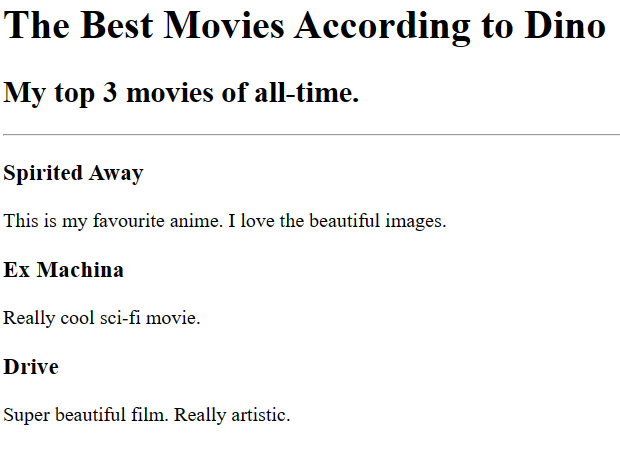 The Best Movies According to Dino
My top 3 movies of all-time.
Spirited Away
This is my favourite anime. I love the beautiful images.
Ex Machina
Really cool sci-fi movie.
Drive
Super beautiful film. Really artistic.